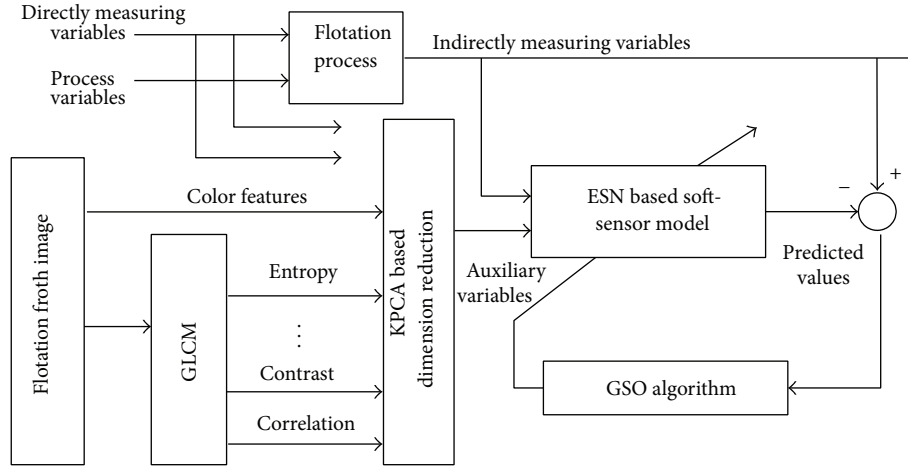 Directly measuring
variables
Process
variables
Flotation
process
Indirectly measuring variables
Flotation froth image
Color features
GLCM
Entropy
...
Contrast
Correlation
KPCA based
dimension reduction
Auxiliary
variables
ESN based soft-
sensor model
−
+
Predicted
values
GSO algorithm